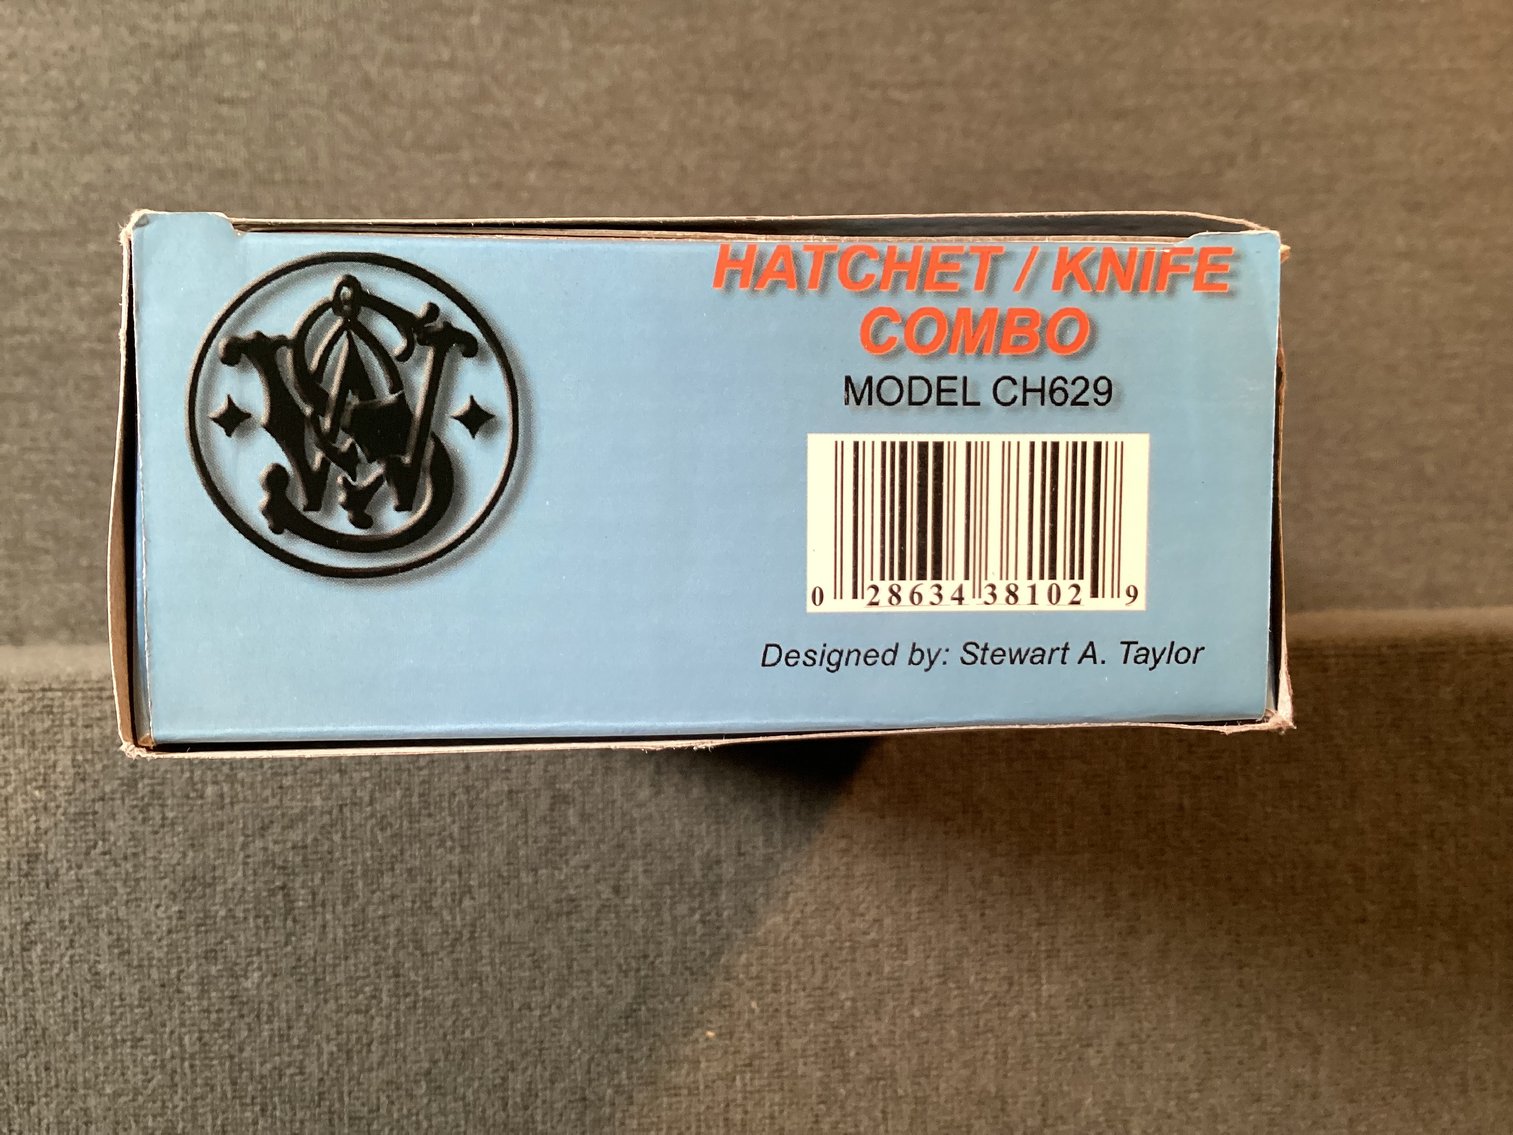 HATCHET / KNIFE
COMBO
MODEL CH629
0 28634 38102 9
Designed by: Stewart A. Taylor